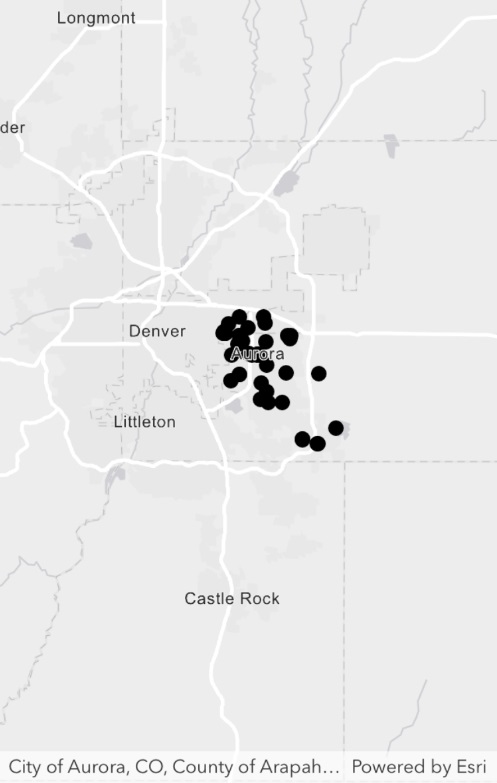 Longmont
der
Denver
Aurora
Littleton
Castle Rock
City of Aurora, CO, County of Arapah... Powered by Esri